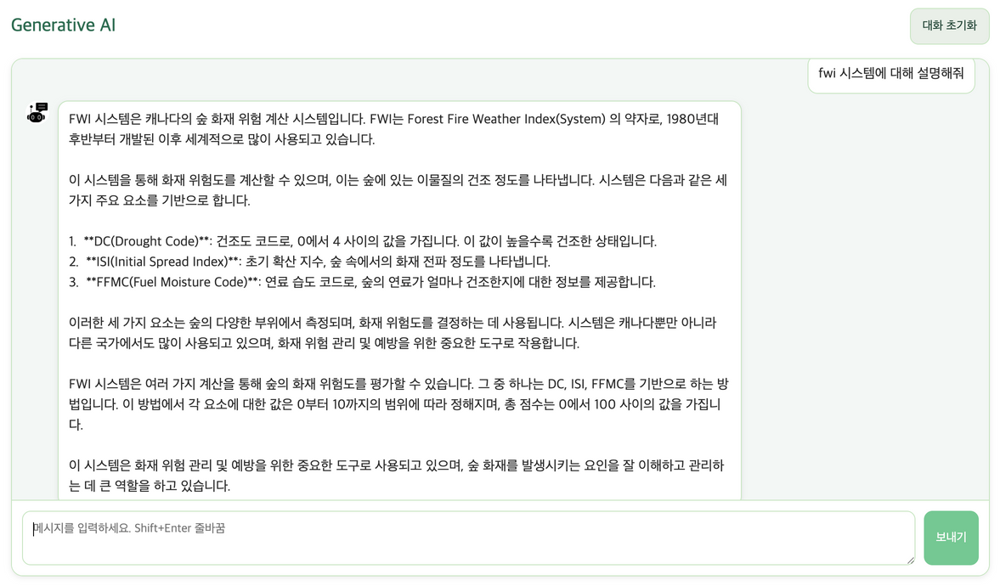 Generative AI
대화 초기화
fwi 시스템에 대해 설명해줘
FWI 시스템은 캐나다의 숲 화재 위험 계산 시스템입니다. FWI는 Forest Fire Weather Index(System) 의 약자로, 1980년대
후반부터 개발된 이후 세계적으로 많이 사용되고 있습니다.
이 시스템을 통해 화재 위험도를 계산할 수 있으며, 이는 숲에 있는 이물질의 건조 정도를 나타냅니다. 시스템은 다음과 같은 세
가지 주요 요소를 기반으로 합니다.
1. **DC(Drought Code)**: 건조도 코드로, 0에서 4 사이의 값을 가집니다. 이 값이 높을수록 건조한 상태입니다.
2. **ISI(Initial Spread Index)**: 초기 확산 지수, 숲 속에서의 화재 전파 정도를 나타냅니다.
3. **FFMC(Fuel Moisture Code)**: 연료 습도 코드로, 숲의 연료가 얼마나 건조한지에 대한 정보를 제공합니다.
이러한 세 가지 요소는 숲의 다양한 부위에서 측정되며, 화재 위험도를 결정하는 데 사용됩니다. 시스템은 캐나다뿐만 아니라
다른 국가에서도 많이 사용되고 있으며, 화재 위험 관리 및 예방을 위한 중요한 도구로 작용합니다.
FWI 시스템은 여러 가지 계산을 통해 숲의 화재 위험도를 평가할 수 있습니다. 그 중 하나는 DC, ISI, FFMC를 기반으로 하는 방
법입니다. 이 방법에서 각 요소에 대한 값은 0부터 10까지의 범위에 따라 정해지며, 총 점수는 0에서 100 사이의 값을 가집니
다.
이 시스템은 화재 위험 관리 및 예방을 위한 중요한 도구로 사용되고 있으며, 숲 화재를 발생시키는 요인을 잘 이해하고 관리하
는 데 큰 역할을 하고 있습니다.
메시지를 입력하세요. Shift+Enter 줄바꿈
보내기